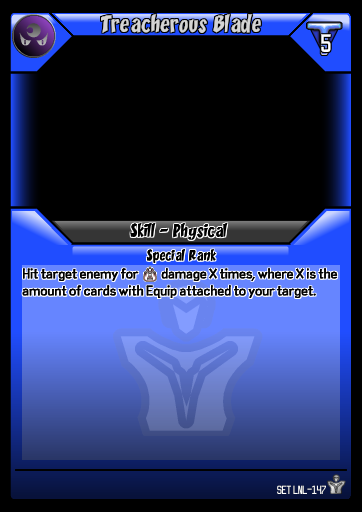 Treacherous Blade
5
Skill - Physical
Special Rank
Hit target enemy for damage X times, where X is the
amount of cards with Equip attached to your target.
SET LNL-147